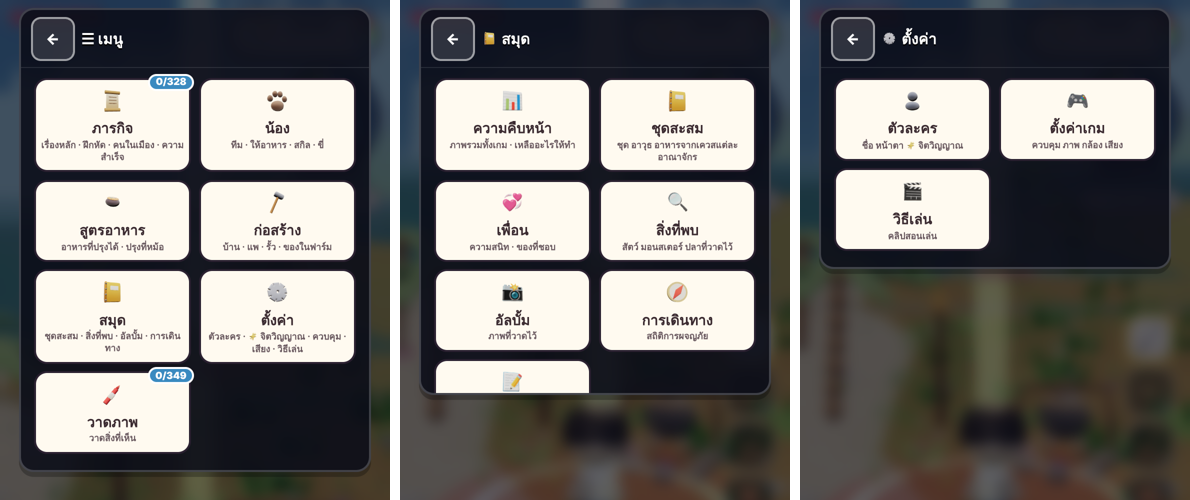 ☰ เมนู
0/328
ภารกิจ
เรื่องหลัก · ฝึกหัด · คนในเมือง · ความ
สำเร็จ
น้อง
ทีม · ให้อาหาร · สกิล · ขี่
สูตรอาหาร
อาหารที่ปรุงได้ · ปรุงที่หม้อ
ก่อสร้าง
บ้าน · แพ · รั้ว · ของในฟาร์ม
สมุด
ชุดสะสม · สิ่งที่พบ · อัลบั้ม · การเดิน
ทาง
ตั้งค่า
ตัวละคร · จิตวิญญาณ · ควบคุม ·
เสียง · วิธีเล่น
0/349
วาดภาพ
วาดสิ่งที่เห็น
สมุด
ความคืบหน้า
ภาพรวมทั้งเกม · เหลืออะไรให้ทำ
ชุดสะสม
ชุด อาวุธ อาหารจากเควสแต่ละ
อาณาจักร
เพื่อน
ความสนิท · ของที่ชอบ
สิ่งที่พบ
สัตว์ มอนสเตอร์ ปลาที่วาดไว้
อัลบั้ม
ภาพที่วาดไว้
การเดินทาง
สถิติการผจญภัย
ตั้งค่า
ตัวละคร
ชื่อ หน้าตา จิตวิญญาณ
ตั้งค่าเกม
ควบคุม ภาพ กล้อง เสียง
วิธีเล่น
คลิปสอนเล่น